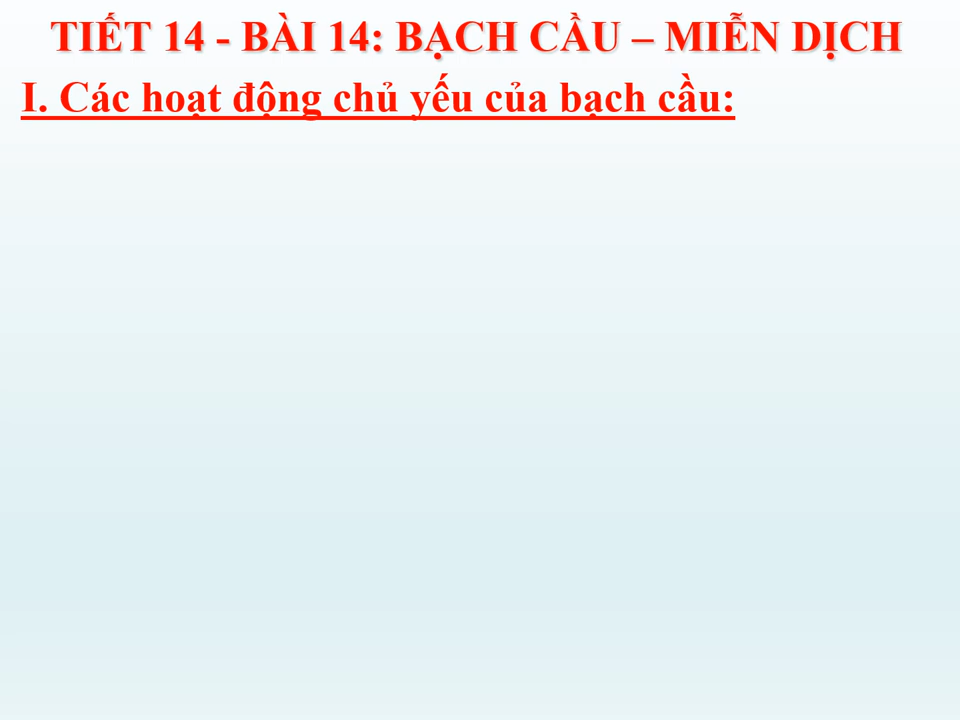 TIẾT 14 - BÀI 14: BẠCH CẦU – MIỄN DỊCH
I. Các hoạt động chủ yếu của bạch cầu: